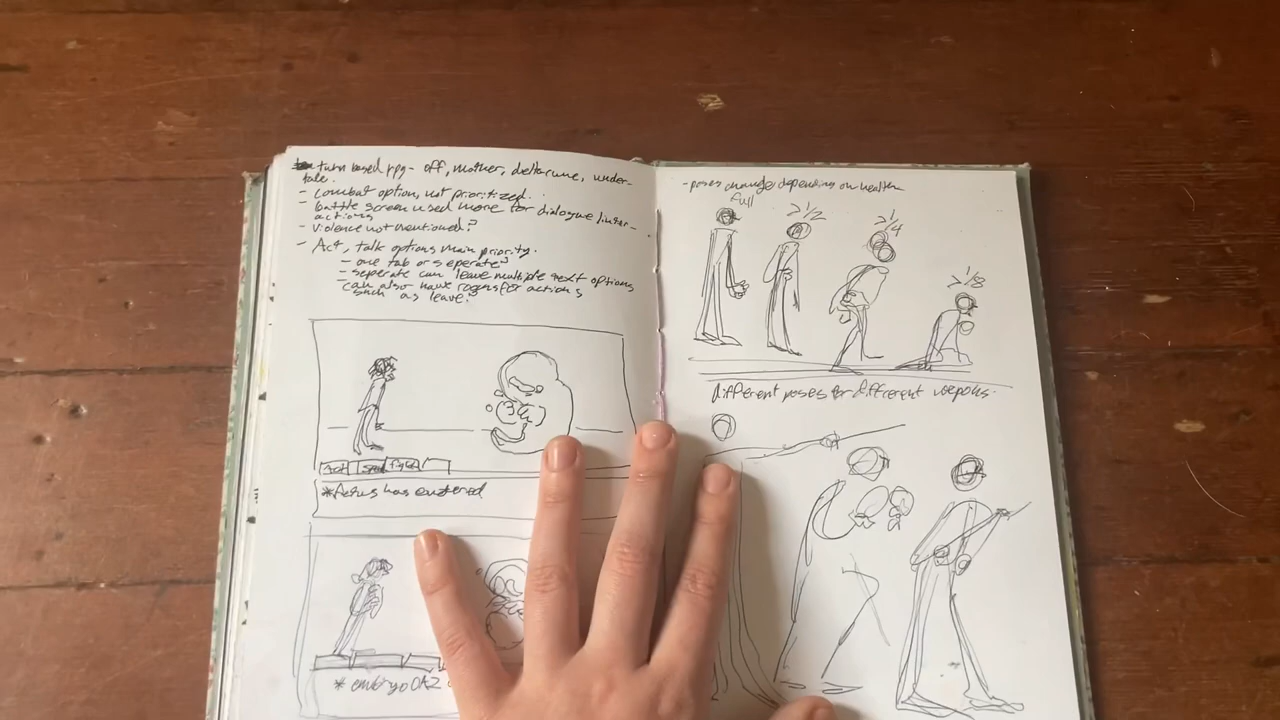 turn based rpg - off, mother, deltarune, under-
tale.
- combat option, not prioritized.
- battle screen used more for dialogue / inter-
actions
- violence not mentioned?
- Act, talk options main priority.
- one tab or seperate?
- seperate can leave multiple text options
can also have for actions
such as leave.
Act
*Fetus has entered
* embryo
- poses change depending on health
full
>1/2
>1/4
>1/8
different poses for different weapons.